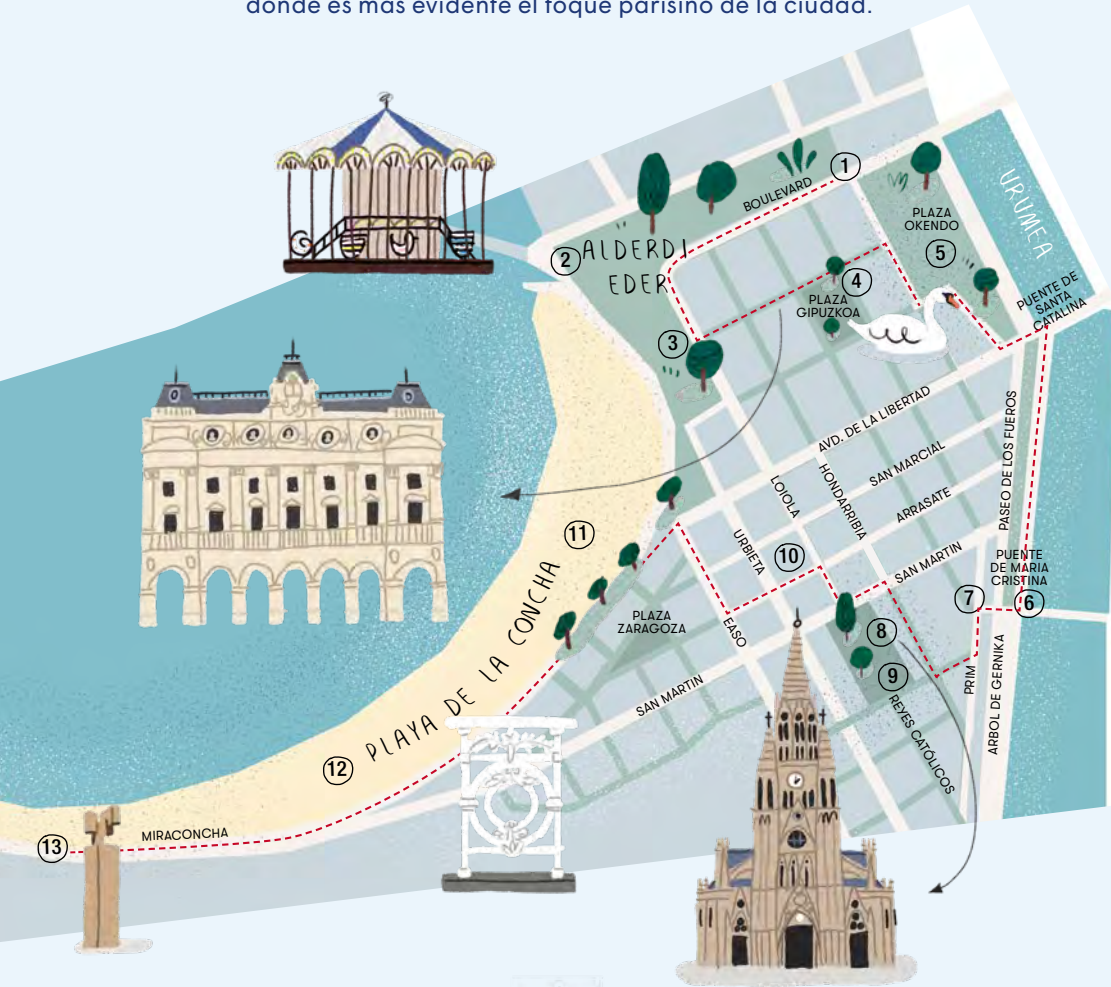 donde es más evidente el toque parisino de la ciudad.
1
BOULEVARD
URUMEA
PLAZA
OKENDO
5
2
ALDERDI
EDER
4
PLAZA
GIPUZKOA
PUENTE DE
SANTA
CATALINA
3
AVD. DE LA LIBERTAD
PASEO DE LOS FUEROS
SAN MARCIAL
LOIOLA
HONDARRIBIA
ARRASATE
11
URBIETA
10
SAN MARTIN
PUENTE
DE MARIA
CRISTINA
7
6
PLAZA
ZARAGOZA
EASO
8
9
PRIM
ARBOL DE GERNIKA
SAN MARTIN
REYES CATÓLICOS
PLAYA DE LA CONCHA
12
MIRACONCHA
13